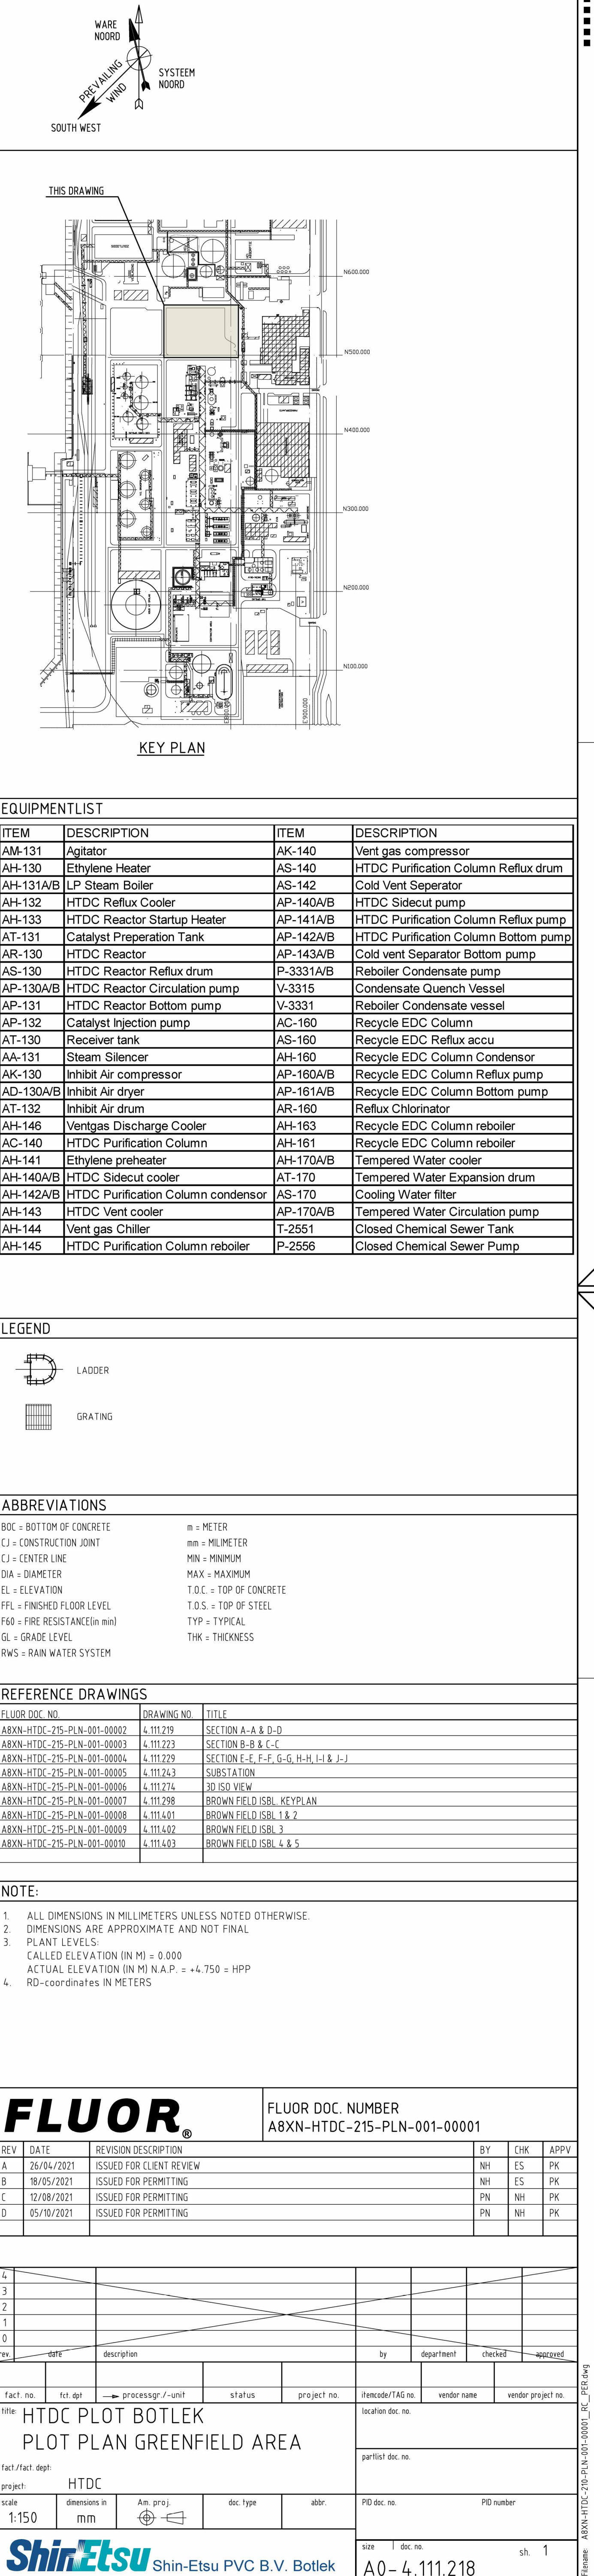 WARE
NOORD
PREVAILING
WIND
SYSTEEM
NOORD
SOUTH WEST
THIS DRAWING
N600.000
N500.000
N400.000
N300.000
N200.000
N100.000
E900.000
KEY PLAN
EQUIPMENTLIST
ITEM DESCRIPTION ITEM DESCRIPTION
AM-131 Agitator AK-140 Vent gas compressor
AH-130 Ethylene Heater AS-140 HTDC Purification Column Reflux drum
AH-131A/B LP Steam Boiler AS-142 Cold Vent Seperator
AH-132 HTDC Reflux Cooler AP-140A/B HTDC Sidecut pump
AH-133 HTDC Reactor Startup Heater AP-141A/B HTDC Purification Column Reflux pump
AT-131 Catalyst Preperation Tank AP-142A/B HTDC Purification Column Bottom pump
AR-130 HTDC Reactor AP-143A/B Cold vent Separator Bottom pump
AS-130 HTDC Reactor Reflux drum P-3331A/B Reboiler Condensate pump
AP-130A/B HTDC Reactor Circulation pump V-3315 Condensate Quench Vessel
AP-131 HTDC Reactor Bottom pump V-3331 Reboiler Condensate vessel
AP-132 Catalyst Injection pump AC-160 Recycle EDC Column
AT-130 Receiver tank AS-160 Recycle EDC Reflux accu
AA-131 Steam Silencer AH-160 Recycle EDC Column Condensor
AK-130 Inhibit Air compressor AP-160A/B Recycle EDC Column Reflux pump
AD-130A/B Inhibit Air dryer AP-161A/B Recycle EDC Column Bottom pump
AT-132 Inhibit Air drum AR-160 Reflux Chlorinator
AH-146 Ventgas Discharge Cooler AH-163 Recycle EDC Column reboiler
AC-140 HTDC Purification Column AH-161 Recycle EDC Column reboiler
AH-141 Ethylene preheater AH-170A/B Tempered Water cooler
AH-140A/B HTDC Sidecut cooler AT-170 Tempered Water Expansion drum
AH-142A/B HTDC Purification Column condensor AS-170 Cooling Water filter
AH-143 HTDC Vent cooler AP-170A/B Tempered Water Circulation pump
AH-144 Vent gas Chiller T-2551 Closed Chemical Sewer Tank
AH-145 HTDC Purification Column reboiler P-2556 Closed Chemical Sewer Pump
LEGEND
LADDER
GRATING
ABBREVIATIONS
BOC = BOTTOM OF CONCRETE m = METER
CJ = CONSTRUCTION JOINT mm = MILIMETER
CJ = CENTER LINE MIN = MINIMUM
DIA = DIAMETER MAX = MAXIMUM
EL = ELEVATION T.O.C. = TOP OF CONCRETE
FFL = FINISHED FLOOR LEVEL T.O.S. = TOP OF STEEL
F60 = FIRE RESISTANCE(in min) TYP = TYPICAL
GL = GRADE LEVEL THK = THICKNESS
RWS = RAIN WATER SYSTEM
REFERENCE DRAWINGS
FLUOR DOC. NO. DRAWING NO. TITLE
A8XN-HTDC-215-PLN-001-00002 4.111.219 SECTION A-A & D-D
A8XN-HTDC-215-PLN-001-00003 4.111.223 SECTION B-B & C-C
A8XN-HTDC-215-PLN-001-00004 4.111.229 SECTION E-E, F-F, G-G, H-H, I-I & J-J
A8XN-HTDC-215-PLN-001-00005 4.111.243 SUBSTATION
A8XN-HTDC-215-PLN-001-00006 4.111.274 3D ISO VIEW
A8XN-HTDC-215-PLN-001-00007 4.111.298 BROWN FIELD ISBL. KEYPLAN
A8XN-HTDC-215-PLN-001-00008 4.111.401 BROWN FIELD ISBL 1 & 2
A8XN-HTDC-215-PLN-001-00009 4.111.402 BROWN FIELD ISBL 3
A8XN-HTDC-215-PLN-001-00010 4.111.403 BROWN FIELD ISBL 4 & 5
NOTE:
1. ALL DIMENSIONS IN MILLIMETERS UNLESS NOTED OTHERWISE.
2. DIMENSIONS ARE APPROXIMATE AND NOT FINAL
3. PLANT LEVELS:
CALLED ELEVATION (IN M) = 0.000
ACTUAL ELEVATION (IN M) N.A.P. = +4.750 = HPP
4. RD-coordinates IN METERS
FLUOR®
FLUOR DOC. NUMBER
A8XN-HTDC-215-PLN-001-00001
REV DATE REVISION DESCRIPTION BY CHK APPV
A 26/04/2021 ISSUED FOR CLIENT REVIEW NH ES PK
B 18/05/2021 ISSUED FOR PERMITTING NH ES PK
C 12/08/2021 ISSUED FOR PERMITTING PN NH PK
D 05/10/2021 ISSUED FOR PERMITTING PN NH PK
4
3
2
1
0
rev. date description by department checked approved
fact. no. fct. dpt processgr./-unit status project no. itemcode/TAG no. vendor name vendor project no.
title: HTDC PLOT BOTLEK
PLOT PLAN GREENFIELD AREA
location doc. no.
partlist doc. no.
fact./fact. dept:
project: HTDC
scale dimensions in Am. proj. doc. type abbr. PID doc. no. PID number
1:150 mm
ShinEtsu Shin-Etsu PVC B.V. Botlek
size doc. no. sh. 1
A0- 4.111.218
Filename A8XN-HTDC-210-PLN-001-00001_RC_PER.dwg